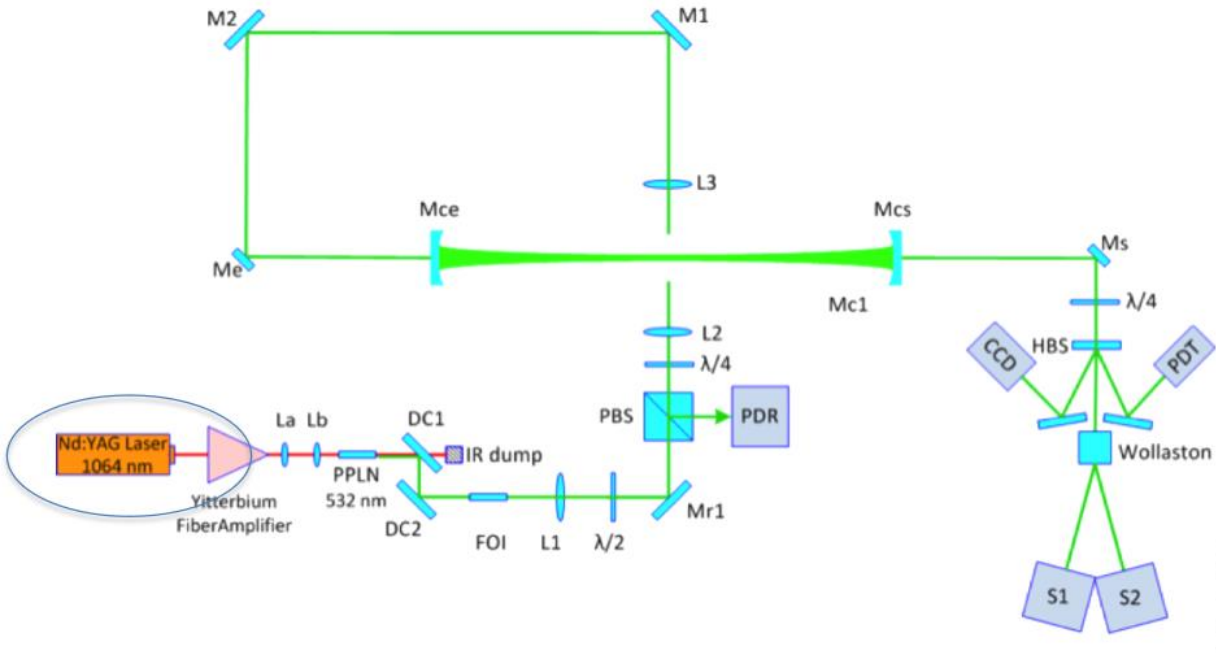 M2
M1
L3
Mce
Mcs
Me
Ms
Mc1
λ/4
L2
HBS
CCD
PDT
λ/4
DC1
PBS
PDR
La Lb
Nd:YAG Laser
1064 nm
IR dump
Wollaston
PPLN
532 nm
Yitterbium
FiberAmplifier
DC2
Mr1
FOI
L1
λ/2
S1
S2